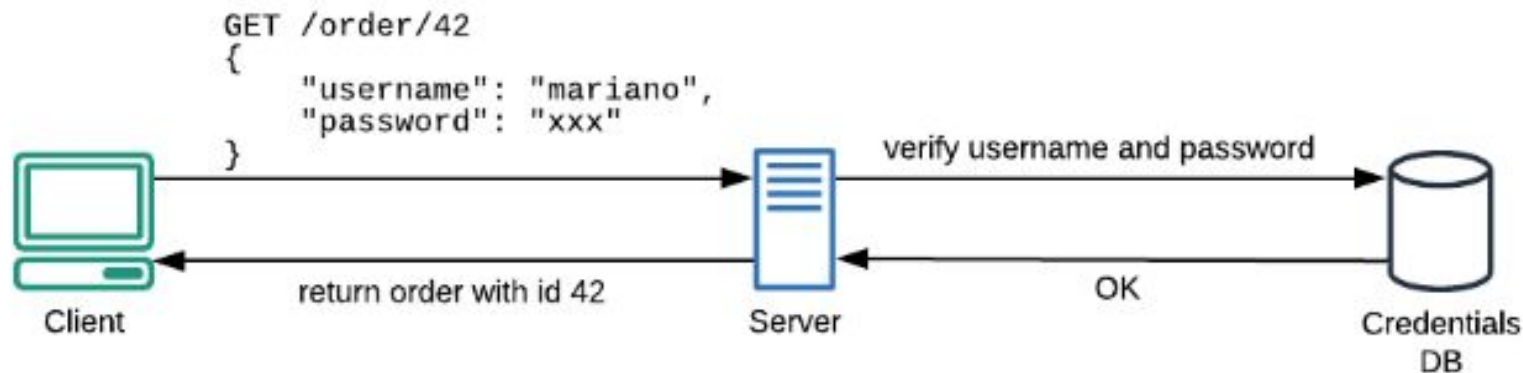 GET /order/42
{
    "username": "mariano",
    "password": "xxx"
}
verify username and password
return order with id 42
OK
Client
Server
Credentials
DB